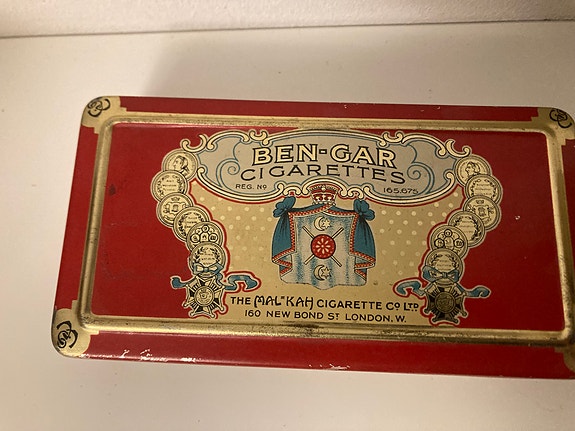 BEN-GAR
CIGARETTES
REG. Nº 165,675
THE MAL-KAH CIGARETTE Cº LTD
160 NEW BOND ST LONDON. W.